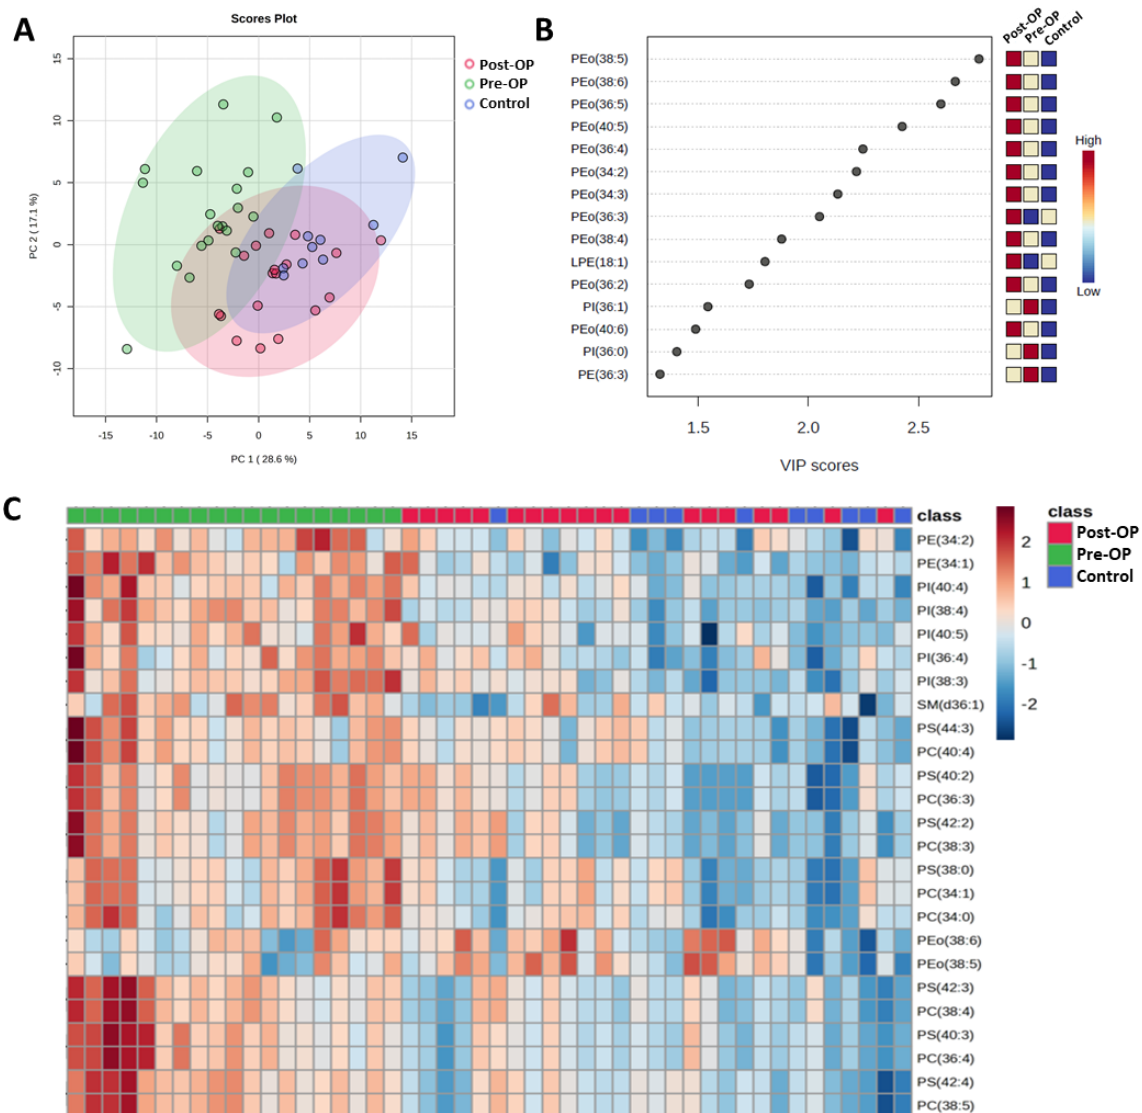 A
Scores Plot
PC 2 ( 17.1 %)
15
10
5
0
-5
-10
-15
-10
-5
0
5
10
15
PC 1 ( 28.6 %)
Post-OP
Pre-OP
Control
B
Post-OP
Pre-OP
Control
PEo(38:5)
PEo(38:6)
PEo(36:5)
PEo(40:5)
PEo(36:4)
PEo(34:2)
PEo(34:3)
PEo(36:3)
PEo(38:4)
LPE(18:1)
PEo(36:2)
PI(36:1)
PEo(40:6)
PI(36:0)
PE(36:3)
1.5
2.0
2.5
VIP scores
High
Low
C
class
PE(34:2)
PE(34:1)
PI(40:4)
PI(38:4)
PI(40:5)
PI(36:4)
PI(38:3)
SM(d36:1)
PS(44:3)
PC(40:4)
PS(40:2)
PC(36:3)
PS(42:2)
PC(38:3)
PS(38:0)
PC(34:1)
PC(34:0)
PEo(38:6)
PEo(38:5)
PS(42:3)
PC(38:4)
PS(40:3)
PC(36:4)
PS(42:4)
PC(38:5)
2
1
0
-1
-2
class
Post-OP
Pre-OP
Control